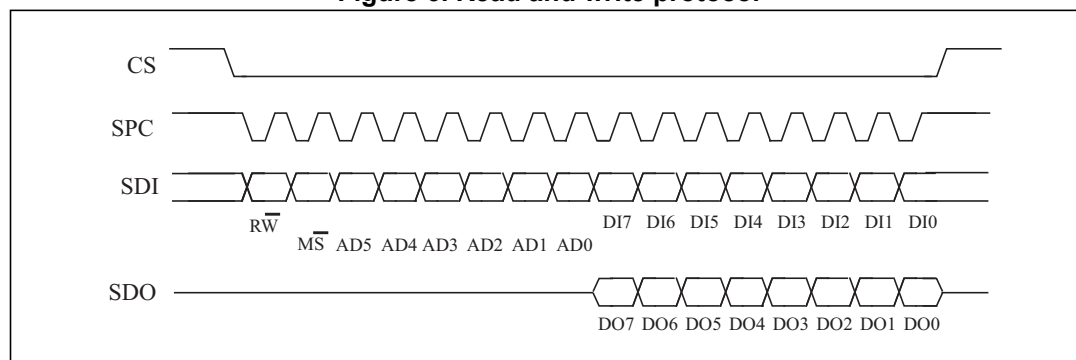 Figure 6. Read and write protocol
CS
SPC
SDI
DI7 DI6 DI5 DI4 DI3 DI2 DI1 DI0
RW̅
MS̅ AD5 AD4 AD3 AD2 AD1 AD0
SDO
DO7 DO6 DO5 DO4 DO3 DO2 DO1 DO0